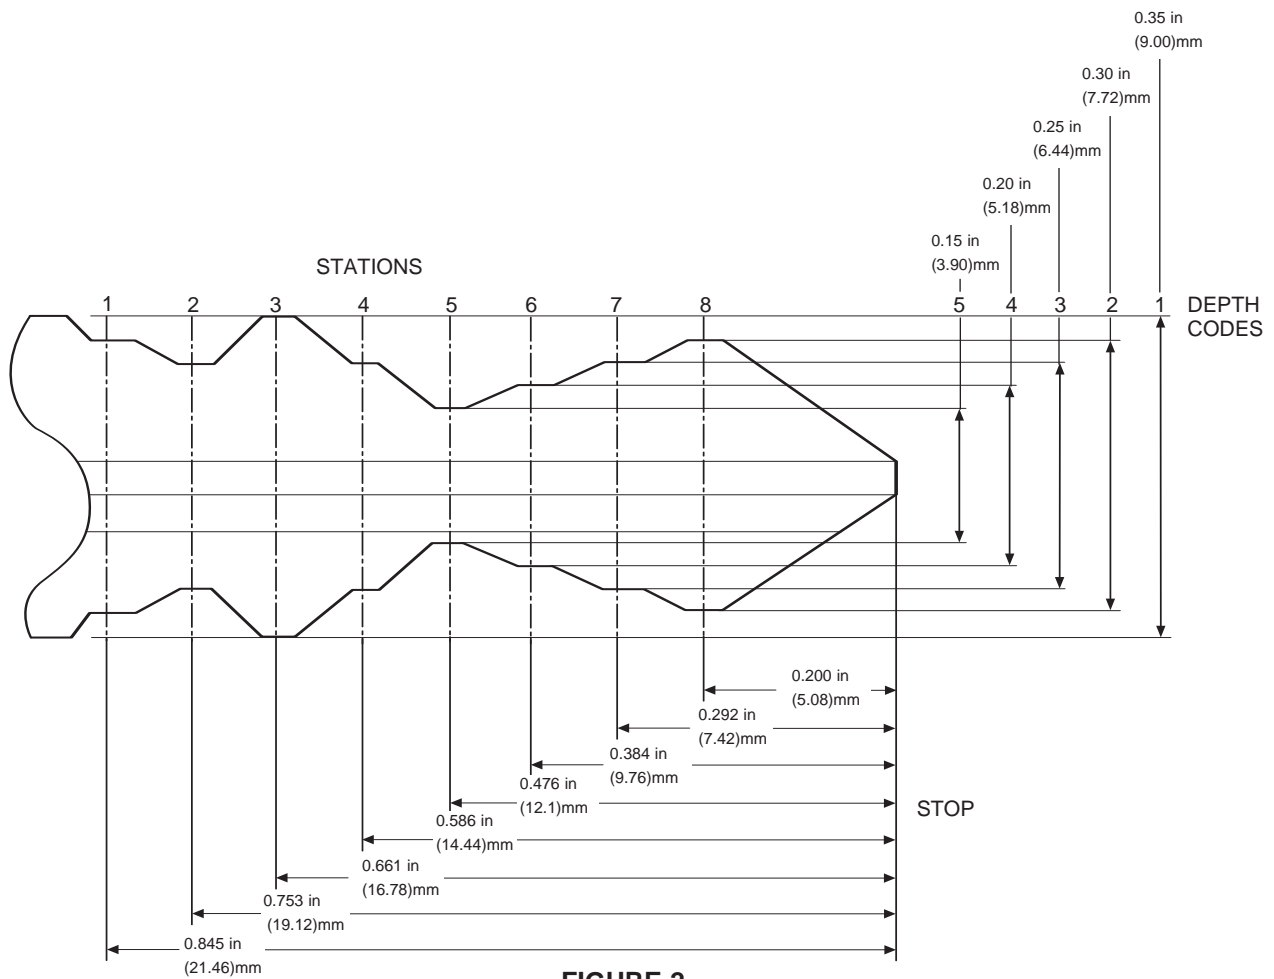 0.35 in
(9.00)mm
0.30 in
(7.72)mm
0.25 in
(6.44)mm
0.20 in
(5.18)mm
0.15 in
(3.90)mm
STATIONS
1 2 3 4 5 6 7 8 5 4 3 2 1 DEPTH
CODES
0.200 in
(5.08)mm
0.292 in
(7.42)mm
0.384 in
(9.76)mm
0.476 in
(12.1)mm
STOP
0.586 in
(14.44)mm
0.661 in
(16.78)mm
0.753 in
(19.12)mm
0.845 in
(21.46)mm